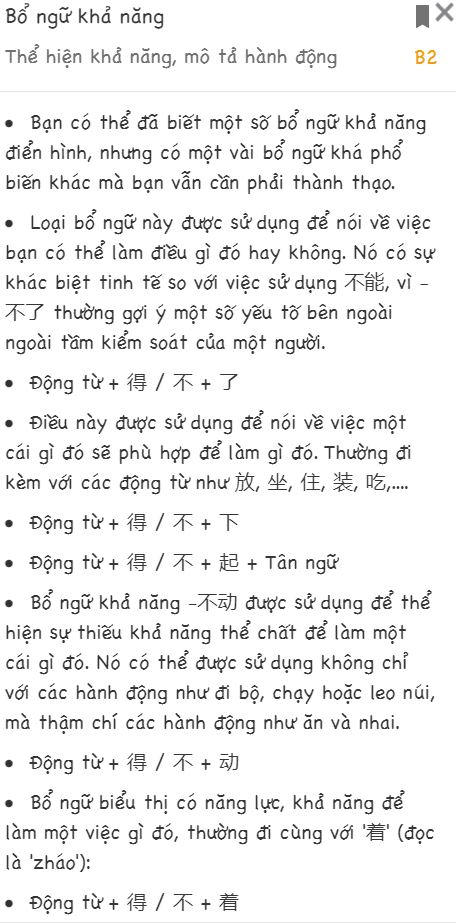 Bổ ngữ khả năng
Thể hiện khả năng, mô tả hành động B2
• Bạn có thể đã biết một số bổ ngữ khả năng
điển hình, nhưng có một vài bổ ngữ khá phổ
biến khác mà bạn vẫn cần phải thành thạo.
• Loại bổ ngữ này được sử dụng để nói về việc
bạn có thể làm điều gì đó hay không. Nó có sự
khác biệt tinh tế so với việc sử dụng 不能, vì -
不了 thường gợi ý một số yếu tố bên ngoài
ngoài tầm kiểm soát của một người.
• Động từ + 得 / 不 + 了
• Điều này được sử dụng để nói về việc một
cái gì đó sẽ phù hợp để làm gì đó. Thường đi
kèm với các động từ như 放, 坐, 住, 装, 吃,....
• Động từ + 得 / 不 + 下
• Động từ + 得 / 不 + 起 + Tân ngữ
• Bổ ngữ khả năng -不动 được sử dụng để thể
hiện sự thiếu khả năng thể chất để làm một
cái gì đó. Nó có thể được sử dụng không chỉ
với các hành động như đi bộ, chạy hoặc leo núi,
mà thậm chí các hành động như ăn và nhai.
• Động từ + 得 / 不 + 动
• Bổ ngữ biểu thị có năng lực, khả năng để
làm một việc gì đó, thường đi cùng với '着' (đọc
là 'zháo'):
• Động từ + 得 / 不 + 着